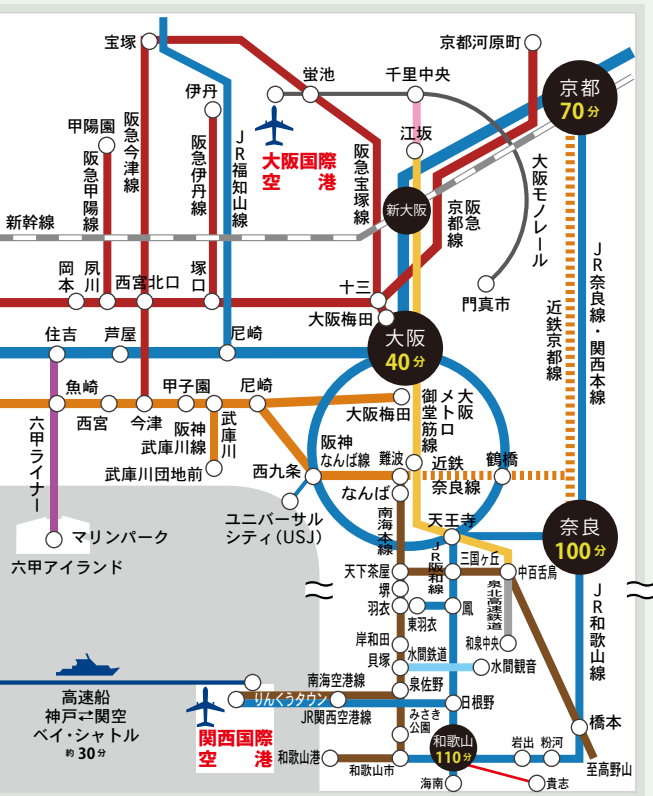 宝塚
京都河原町
伊丹
蛍池
千里中央
京都
70分
甲陽園
阪急今津線
阪急甲陽線
阪急伊丹線
JR福知山線
大阪国際
空港
江坂
阪急宝塚線
大阪モノレール
新大阪
阪急
京都線
新幹線
JR奈良線・関西本線
近鉄京都線
岡本
夙川
西宮北口
塚口
十三
門真市
大阪梅田
住吉
芦屋
尼崎
大阪
40分
魚崎
西宮
今津
甲子園
尼崎
大阪梅田
大阪
メトロ
御堂筋線
六甲ライナー
阪神
武庫川線
武庫川
武庫川団地前
阪神
なんば線
難波
近鉄
奈良線
鶴橋
西九条
なんば
ユニバーサル
シティ(USJ)
南海本線
天王寺
奈良
100分
マリンパーク
六甲アイランド
JR阪和線
三国ケ丘
天下茶屋
中百舌鳥
堺
泉北高速鉄道
羽衣
東羽衣
鳳
JR和歌山線
岸和田
和泉中央
貝塚
水間鉄道
水間観音
南海空港線
泉佐野
高速船
神戸⇄関空
ベイ・シャトル
約30分
りんくうタウン
JR関西空港線
日根野
関西国際
空港
みさき
公園
橋本
和歌山
110分
和歌山港
和歌山市
岩出
粉河
至高野山
海南
貴志